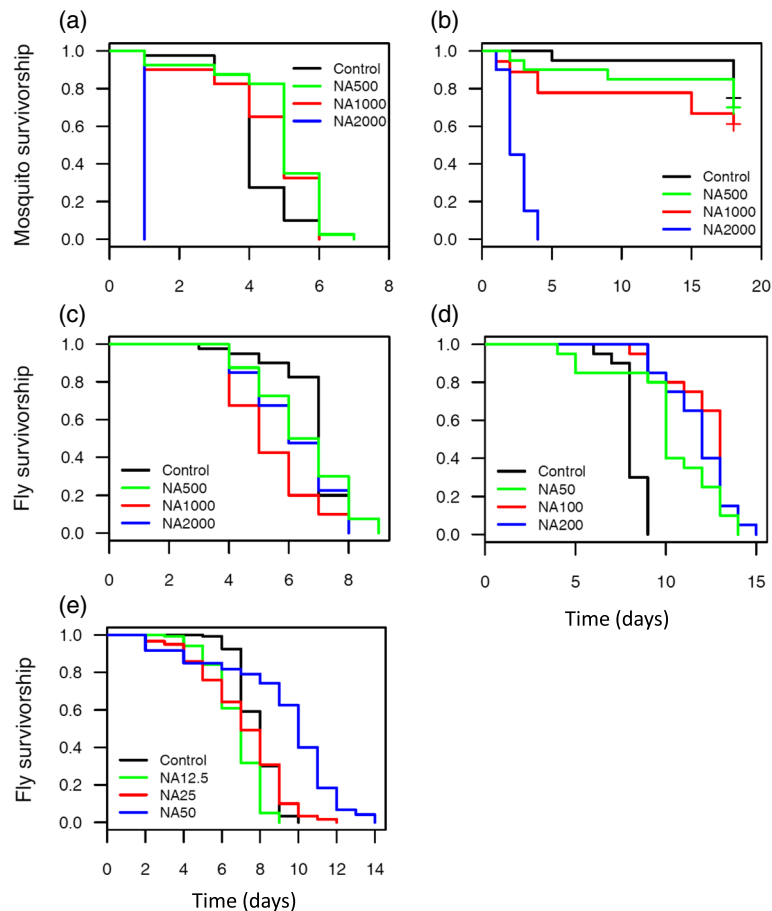 (a)
Mosquito survivorship
1.0
0.8
0.6
0.4
0.2
0.0
Control
NA500
NA1000
NA2000
0 2 4 6 8
(b)
1.0
0.8
0.6
0.4
0.2
0.0
Control
NA500
NA1000
NA2000
0 5 10 15 20
(c)
Fly survivorship
1.0
0.8
0.6
0.4
0.2
0.0
Control
NA500
NA1000
NA2000
0 2 4 6 8
(d)
1.0
0.8
0.6
0.4
0.2
0.0
Control
NA50
NA100
NA200
0 5 10 15
Time (days)
(e)
Fly survivorship
1.0
0.8
0.6
0.4
0.2
0.0
Control
NA12.5
NA25
NA50
0 2 4 6 8 10 12 14
Time (days)